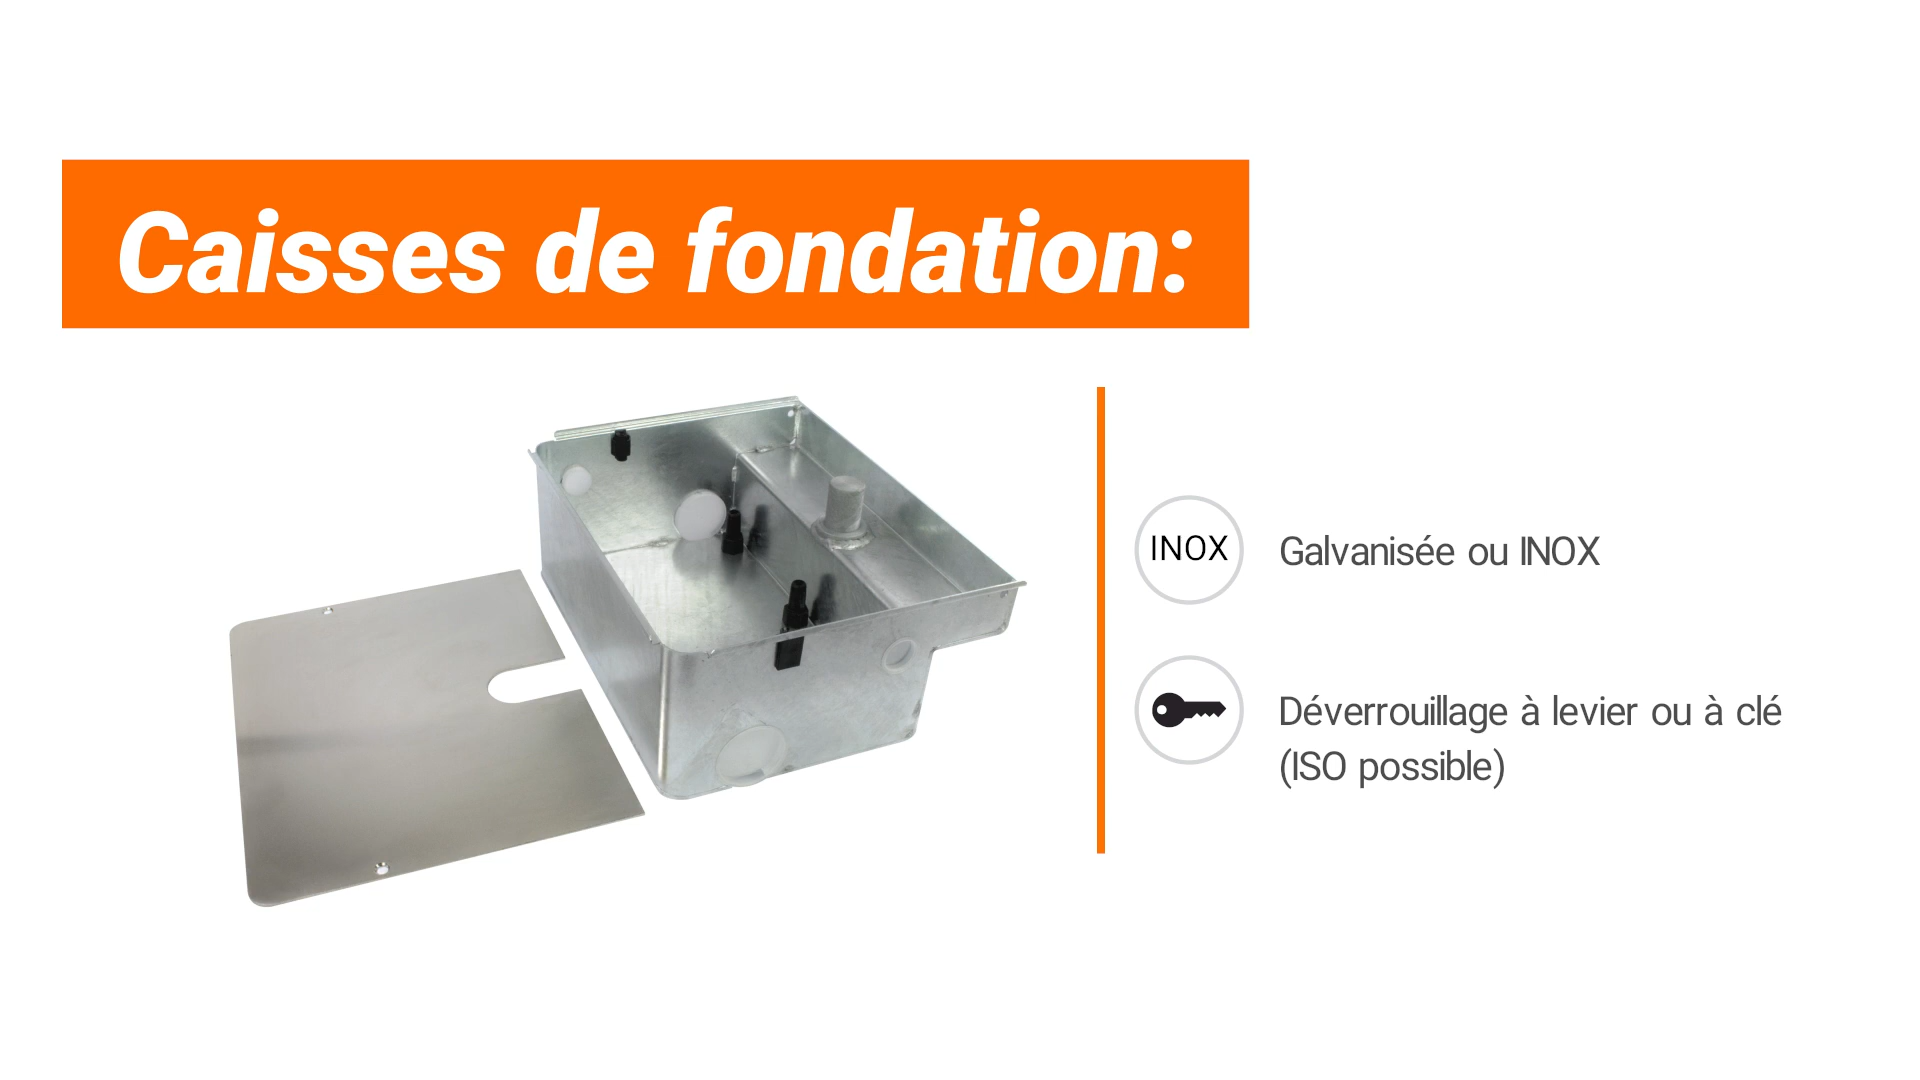 Caisses de fondation:
INOX
Galvanisée ou INOX
Déverrouillage à levier ou à clé
(ISO possible)